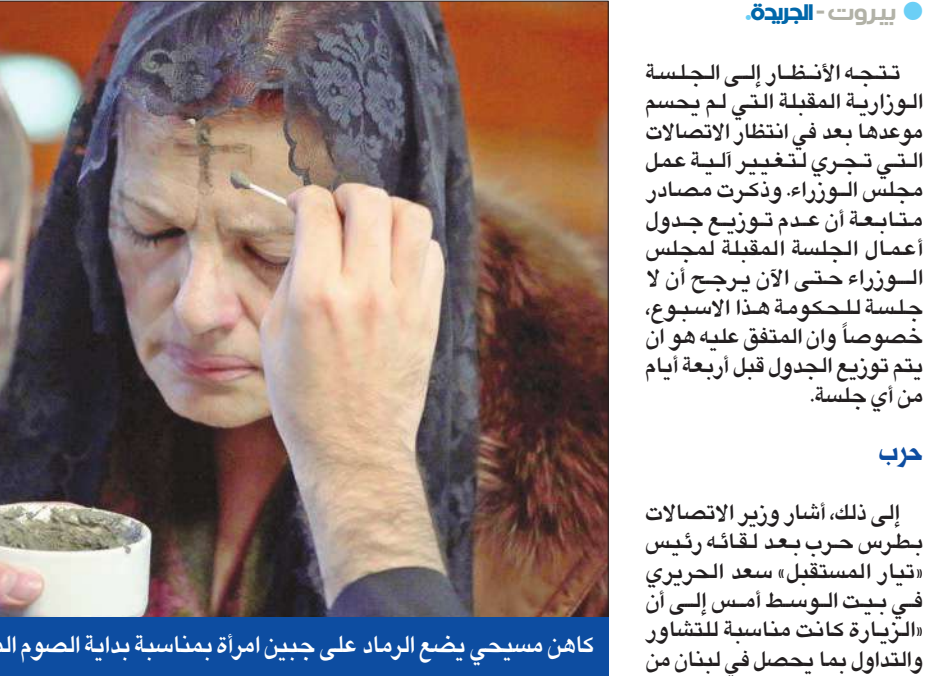 بيروت - الجريدة.
تتجه الأنظار إلى الجلسة
الوزارية المقبلة التي لم يحسم
موعدها بعد في انتظار الاتصالات
التي تجري لتغيير آلية عمل
مجلس الوزراء. وذكرت مصادر
متابعة أن عدم توزيع جدول
أعمال الجلسة المقبلة لمجلس
الوزراء حتى الآن يرجح أن لا
جلسة للحكومة هذا الاسبوع،
خصوصاً وان المتفق عليه هو ان
يتم توزيع الجدول قبل أربعة أيام
من أي جلسة.
حرب
إلى ذلك، أشار وزير الاتصالات
بطرس حرب بعد لقائه رئيس
«تيار المستقبل» سعد الحريري
في بيت الوسط أمس إلى أن
«الزيارة كانت مناسبة للتشاور
والتداول بما يحصل في لبنان من
كاهن مسيحي يضع الرماد على جبين امرأة بمناسبة بداية الصوم